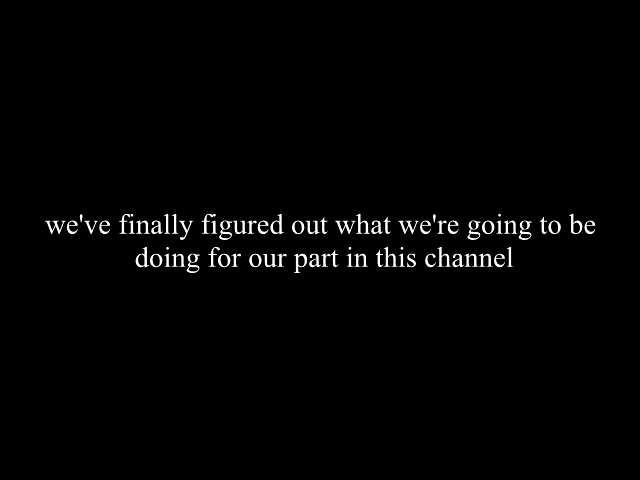 we've finally figured out what we're going to be
doing for our part in this channel